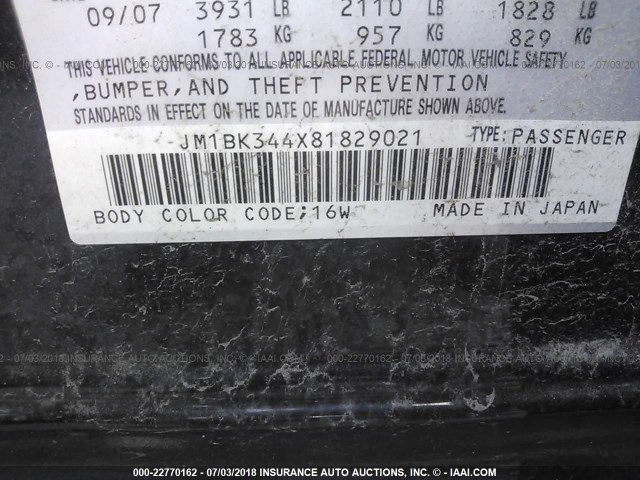 09/07 3931 LB 2110 LB 1828 LB
1783 KG 957 KG 829 KG
THIS VEHICLE CONFORMS TO ALL APPLICABLE FEDERAL MOTOR VEHICLE SAFETY
,BUMPER,AND THEFT PREVENTION
STANDARDS IN EFFECT ON THE DATE OF MANUFACTURE SHOWN ABOVE.
JM1BK344X81829021 TYPE:PASSENGER
BODY COLOR CODE;16W MADE IN JAPAN
000-22770162 - 07/03/2018 INSURANCE AUTO AUCTIONS, INC. - © IAAI.COM